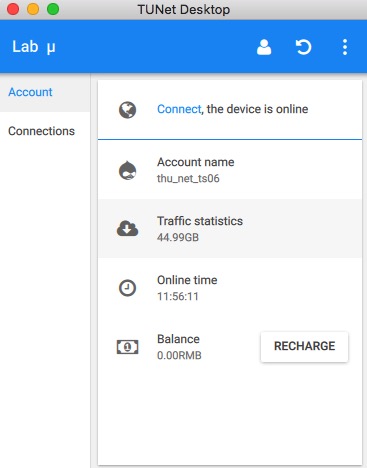 TUNet Desktop
Lab μ
Account
Connections
Connect, the device is online
Account name
thu_net_ts06
Traffic statistics
44.99GB
Online time
11:56:11
Balance
0.00RMB
RECHARGE